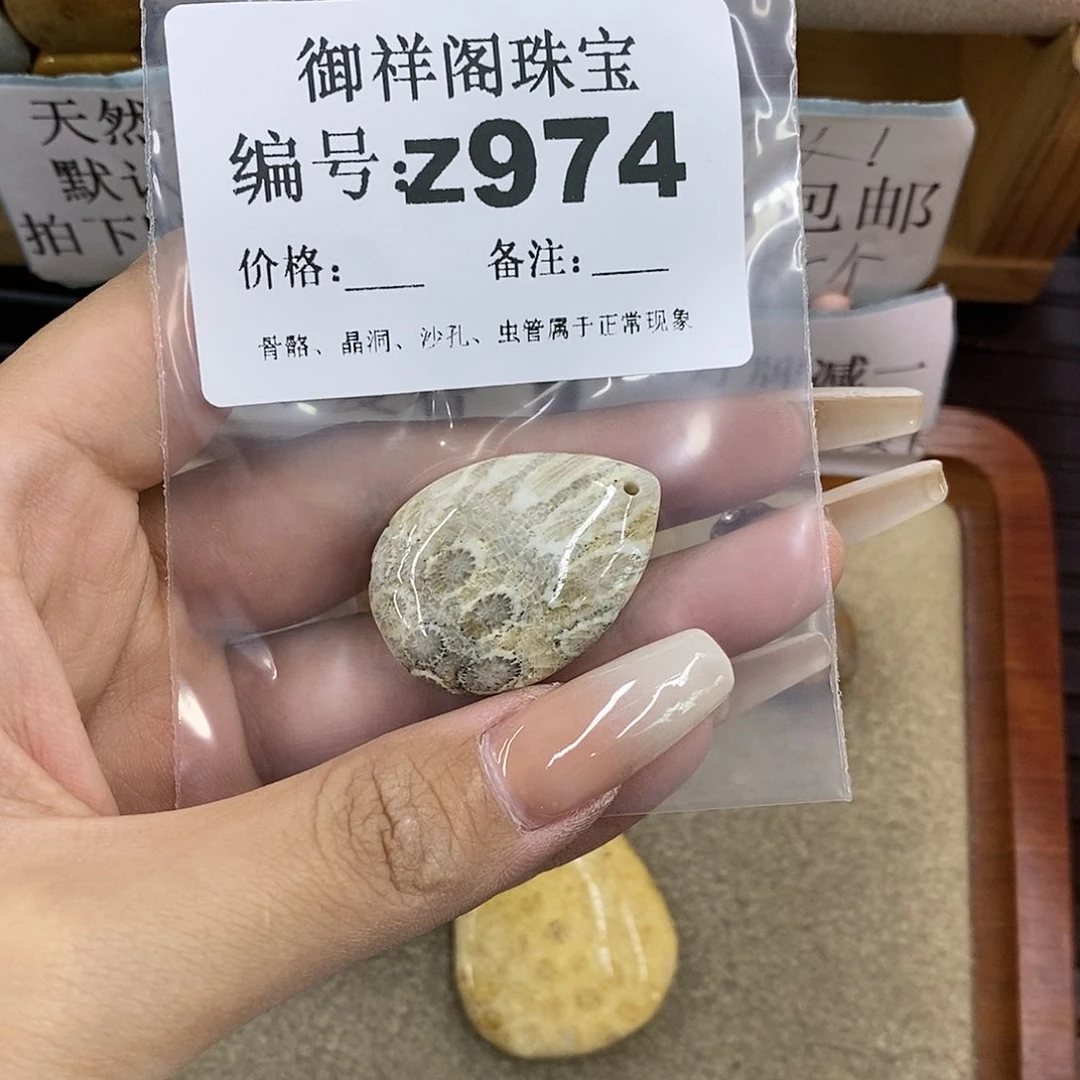 御祥阁珠宝
编号:z974
价格:____ 备注:____
骨骼、晶洞、沙孔、虫管属于正常现象
天然
默认
拍下
包邮
一个
减一